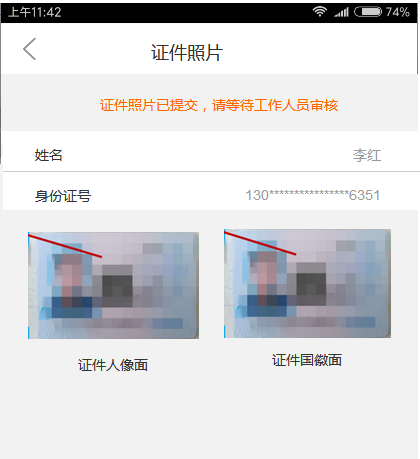 上午11:42 74%
证件照片
证件照片已提交，请等待工作人员审核
姓名 李红
身份证号 130****************6351
证件人像面 证件国徽面